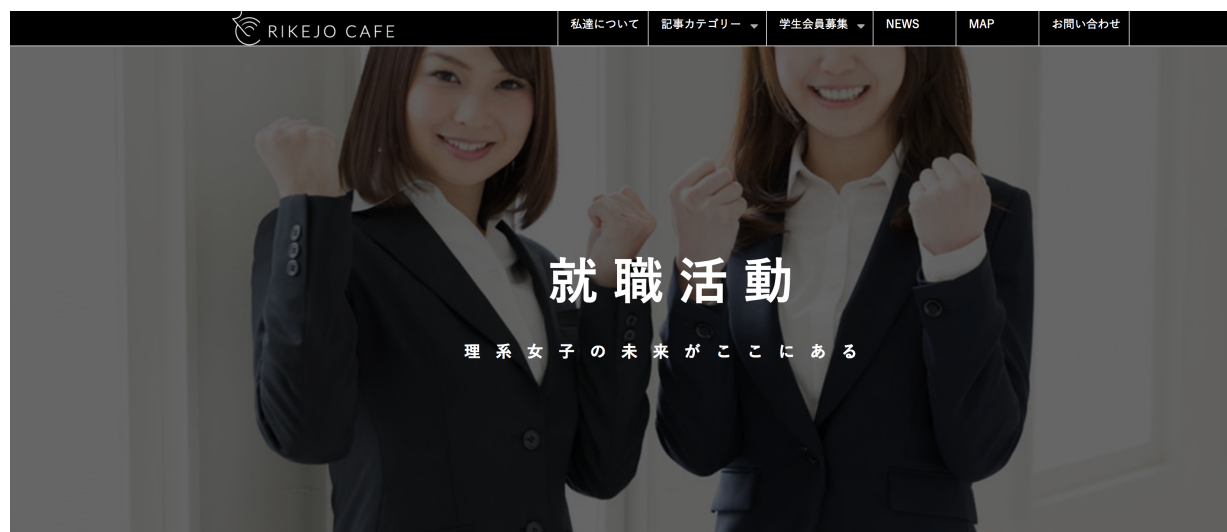 RIKEJO CAFE
私達について
記事カテゴリー
学生会員募集
NEWS
MAP
お問い合わせ
就職活動
理系女子の未来がここにある